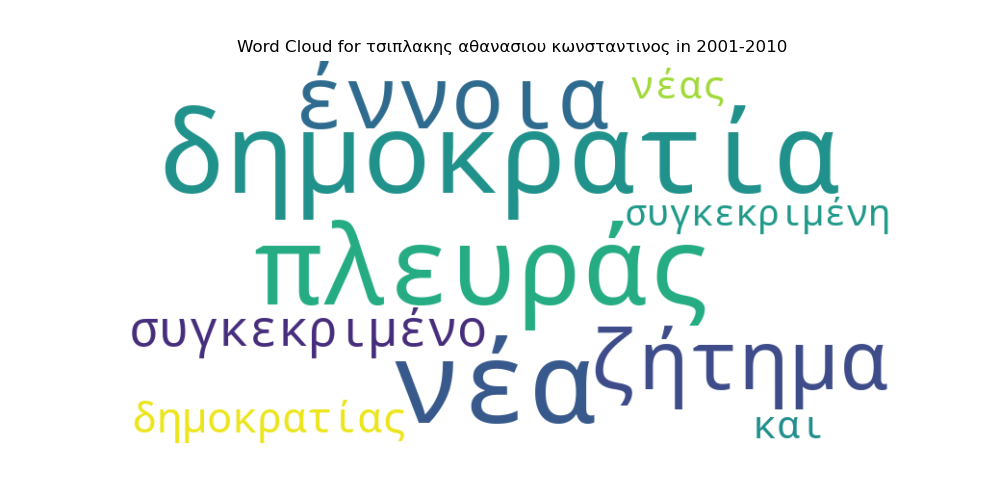 Word Cloud for τσιπλακης αθανασιου κωνσταντινος in 2001-2010
έννοια
νέας
δημοκρατία
συγκεκριμένη
πλευράς
συγκεκριμένο
νέα
ζήτημα
δημοκρατίας
και